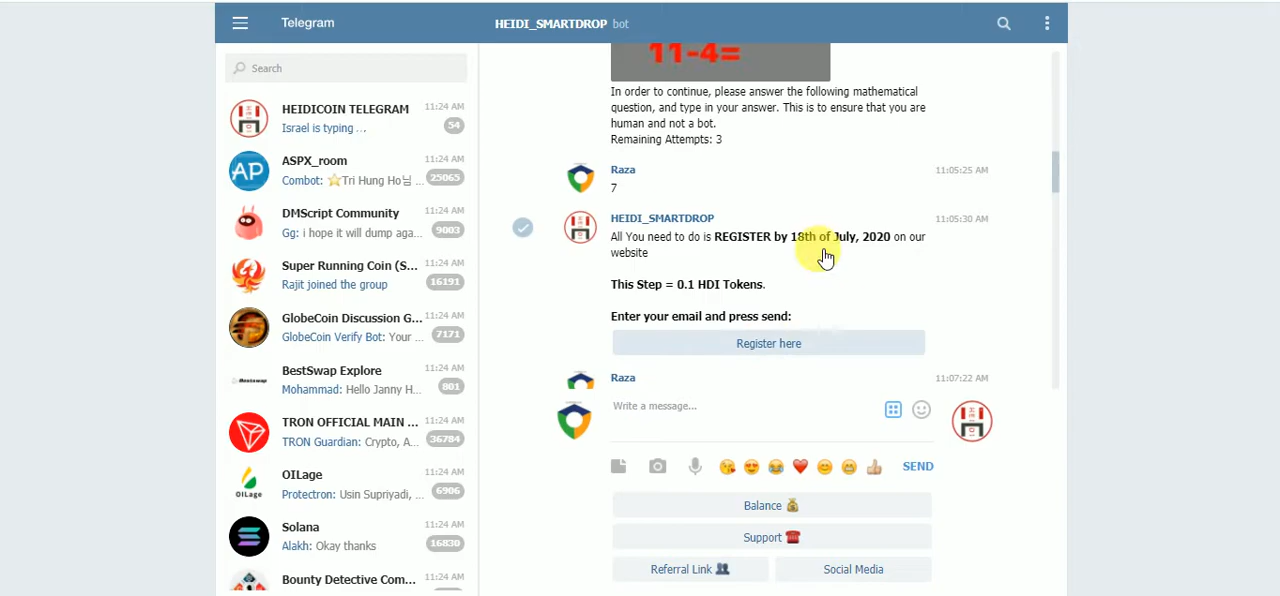 Telegram
HEIDI_SMARTDROP bot
Search
HEIDICOIN TELEGRAM 11:24 AM
Israel is typing ... 54
ASPX_room 11:24 AM
Combot: ⭐Tri Hung Ho님 ... 25065
DMScript Community 11:24 AM
Gg: i hope it will dump aga... 9003
Super Running Coin (S... 11:24 AM
Rajit joined the group 16191
GlobeCoin Discussion G... 11:24 AM
GlobeCoin Verify Bot: Your ... 7171
BestSwap Explore 11:24 AM
Mohammad: Hello Janny H... 801
TRON OFFICIAL MAIN ... 11:24 AM
TRON Guardian: Crypto, A... 36784
OILage 11:24 AM
Protectron: Usin Supriyadi, ... 6906
Solana 11:24 AM
Alakh: Okay thanks 16830
Bounty Detective Com... 11:24 AM
AP
BestSwap
OILage
11-4=
In order to continue, please answer the following mathematical
question, and type in your answer. This is to ensure that you are
human and not a bot.
Remaining Attempts: 3
Raza 11:05:25 AM
7
HEIDI_SMARTDROP 11:05:30 AM
All You need to do is REGISTER by 18th of July, 2020 on our
website
This Step = 0.1 HDI Tokens.
Enter your email and press send:
Register here
Raza 11:07:22 AM
Write a message...
SEND
Balance 💰
Support ☎️
Referral Link 👥 Social Media